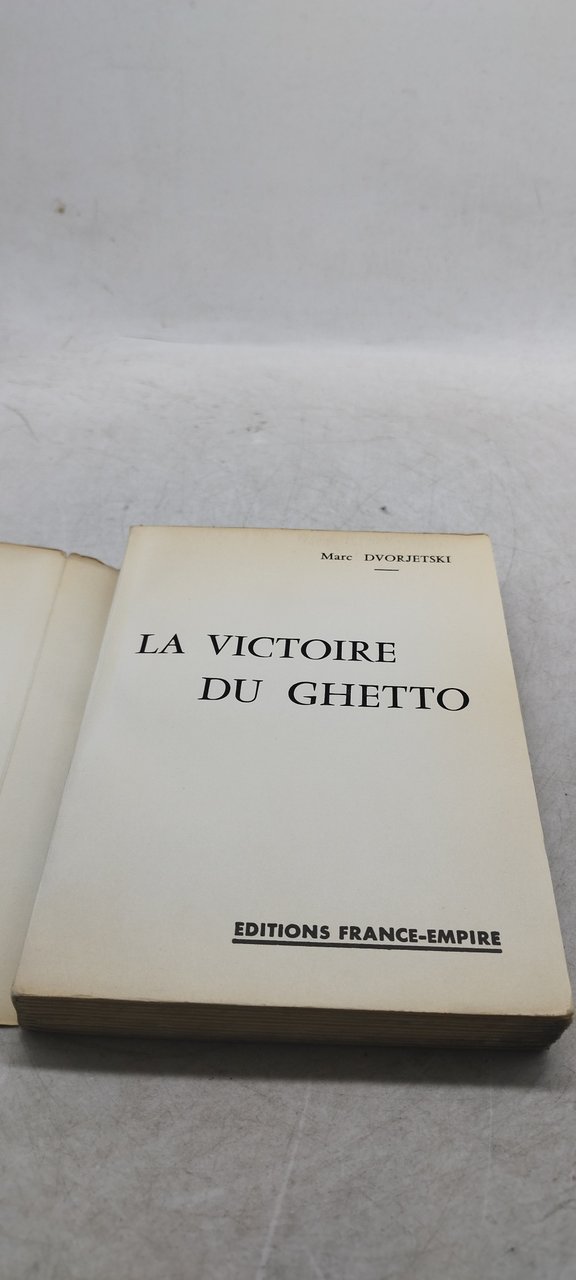 Marc DVORJETSKI
LA VICTOIRE
DU GHETTO
EDITIONS FRANCE-EMPIRE